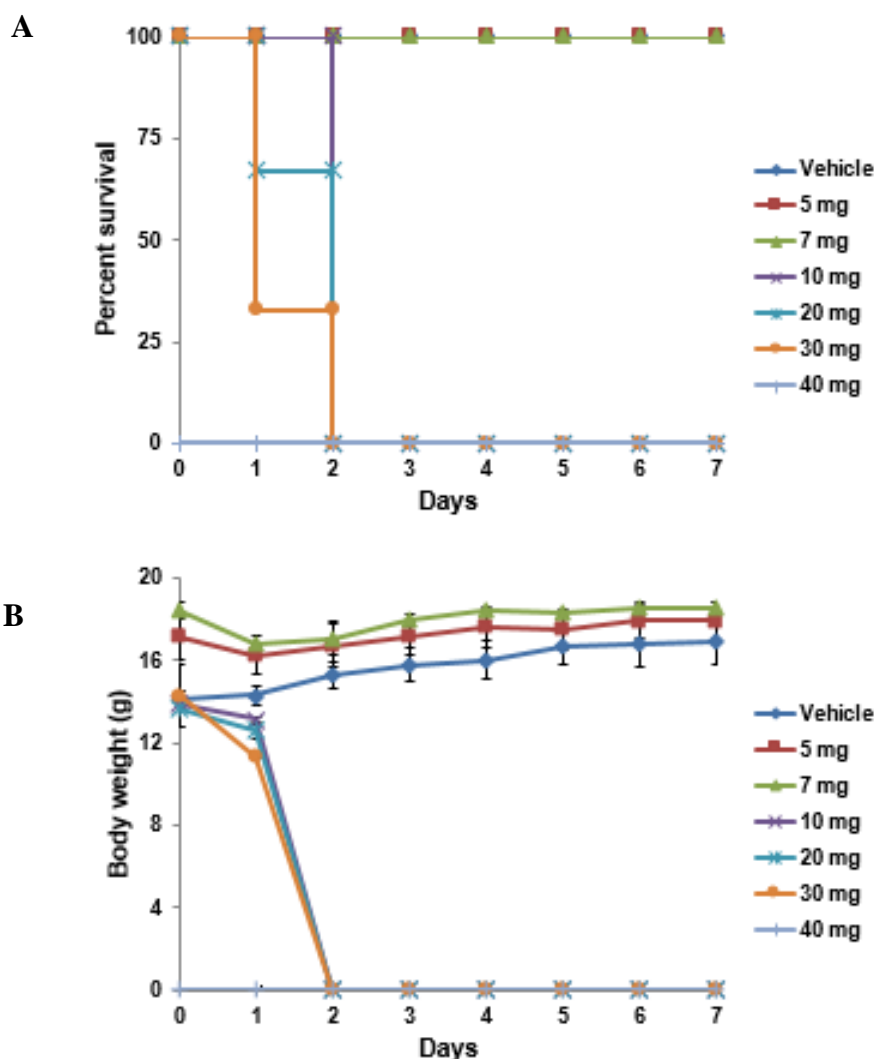 A
Percent survival
100
75
50
25
0
0 1 2 3 4 5 6 7
Days
Vehicle
5 mg
7 mg
10 mg
20 mg
30 mg
40 mg
B
Body weight (g)
20
16
12
8
4
0
0 1 2 3 4 5 6 7
Days
Vehicle
5 mg
7 mg
10 mg
20 mg
30 mg
40 mg